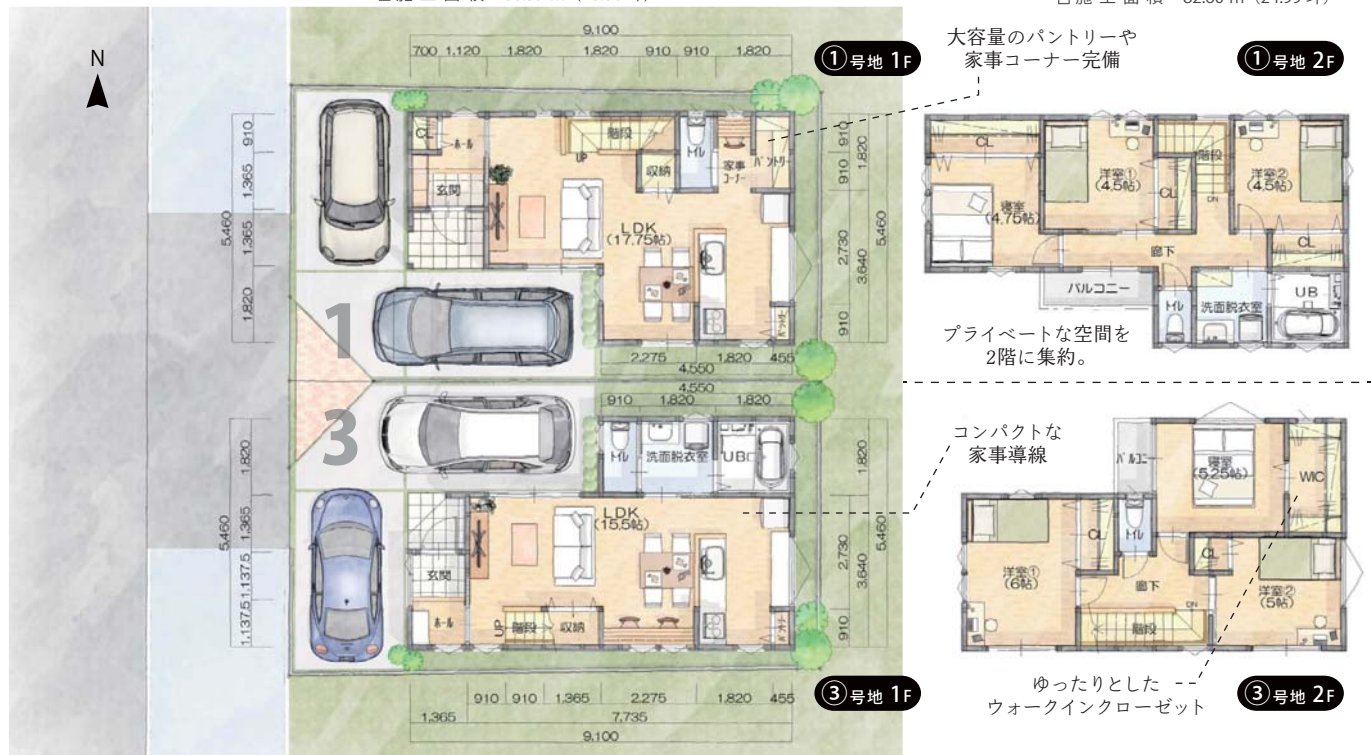 N
9,100
700 1,120 1,820 1,820 910 910 1,820
①号地 1F
大容量のパントリーや
家事コーナー完備
①号地 2F
910
1,365
1,365
1,820
5,460
CL
ホール
玄関
UP
階段
収納
トイレ
家事
コーナー
パントリー
LDK
(17.75帖)
パントリー
910
910
1,820
2,730
3,640
910
5,460
2,275 1,820 455
4,550
1
CL
寝室
(4.75帖)
洋室①
(4.5帖)
CL
階段
DN
洋室②
(4.5帖)
CL
廊下
バルコニー
トイレ
洗面脱衣室
UB
プライベートな空間を
2階に集約。
4,550
910 1,820 1,820
3
1,820
1,365
1,137.5
1,137.5
5,460
トイレ
洗面脱衣室
UB
LDK
(15.5帖)
玄関
ホール
UP
階段
収納
パントリー
1,820
2,730
3,640
910
5,460
コンパクトな
家事導線
バルコニー
寝室
(5.25帖)
WIC
洋室①
(6帖)
CL
トイレ
CL
廊下
DN
階段
洋室②
(5帖)
ゆったりとした
ウォークインクローゼット
③号地 1F
③号地 2F
910 910 1,365 2,275 1,820 455
1,365 7,735
9,100